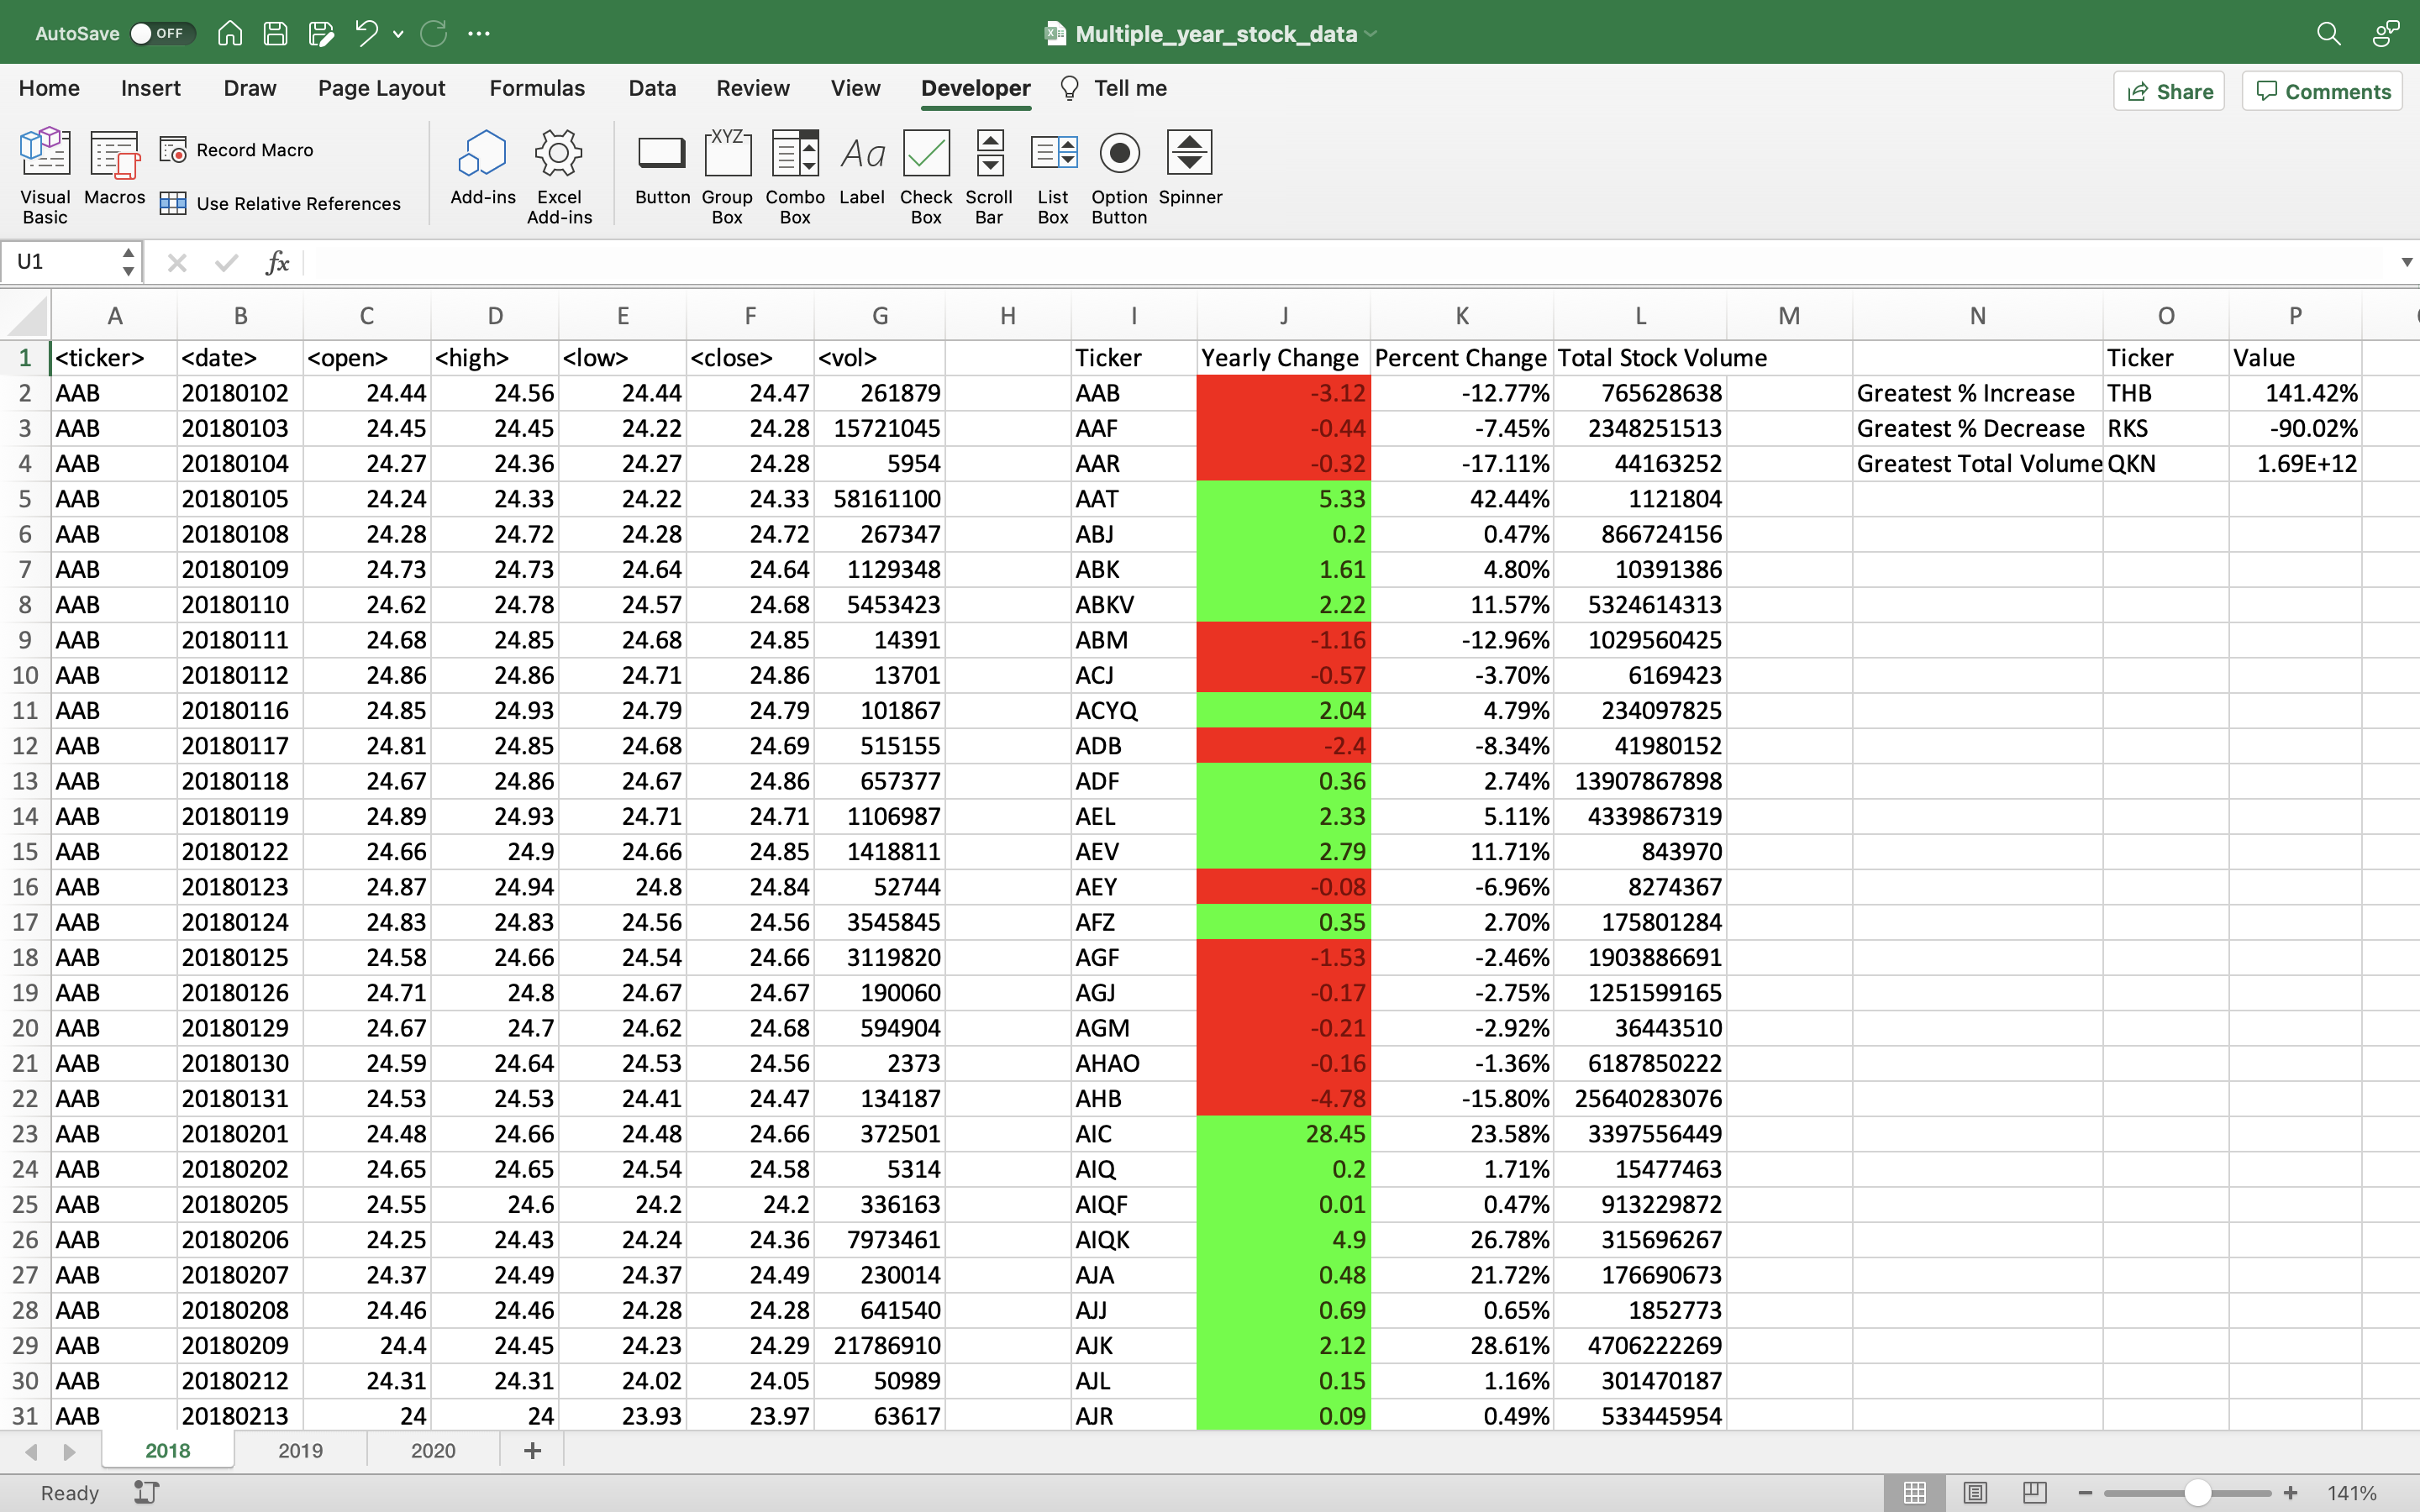 AutoSave OFF Multiple_year_stock_data
Home Insert Draw Page Layout Formulas Data Review View Developer Tell me Share Comments
Visual Basic Macros Record Macro Use Relative References Add-ins Excel Add-ins Button Group Box Combo Box Label Check Box Scroll Bar List Box Option Button Spinner
U1 fx
A B C D E F G H I J K L M N O P
1 <ticker> <date> <open> <high> <low> <close> <vol> Ticker Yearly Change Percent Change Total Stock Volume Ticker Value
2 AAB 20180102 24.44 24.56 24.44 24.47 261879 AAB -3.12 -12.77% 765628638 Greatest % Increase THB 141.42%
3 AAB 20180103 24.45 24.45 24.22 24.28 15721045 AAF -0.44 -7.45% 2348251513 Greatest % Decrease RKS -90.02%
4 AAB 20180104 24.27 24.36 24.27 24.28 5954 AAR -0.32 -17.11% 44163252 Greatest Total Volume QKN 1.69E+12
5 AAB 20180105 24.24 24.33 24.22 24.33 58161100 AAT 5.33 42.44% 1121804
6 AAB 20180108 24.28 24.72 24.28 24.72 267347 ABJ 0.2 0.47% 866724156
7 AAB 20180109 24.73 24.73 24.64 24.64 1129348 ABK 1.61 4.80% 10391386
8 AAB 20180110 24.62 24.78 24.57 24.68 5453423 ABKV 2.22 11.57% 5324614313
9 AAB 20180111 24.68 24.85 24.68 24.85 14391 ABM -1.16 -12.96% 1029560425
10 AAB 20180112 24.86 24.86 24.71 24.86 13701 ACJ -0.57 -3.70% 6169423
11 AAB 20180116 24.85 24.93 24.79 24.79 101867 ACYQ 2.04 4.79% 234097825
12 AAB 20180117 24.81 24.85 24.68 24.69 515155 ADB -2.4 -8.34% 41980152
13 AAB 20180118 24.67 24.86 24.67 24.86 657377 ADF 0.36 2.74% 13907867898
14 AAB 20180119 24.89 24.93 24.71 24.71 1106987 AEL 2.33 5.11% 4339867319
15 AAB 20180122 24.66 24.9 24.66 24.85 1418811 AEV 2.79 11.71% 843970
16 AAB 20180123 24.87 24.94 24.8 24.84 52744 AEY -0.08 -6.96% 8274367
17 AAB 20180124 24.83 24.83 24.56 24.56 3545845 AFZ 0.35 2.70% 175801284
18 AAB 20180125 24.58 24.66 24.54 24.66 3119820 AGF -1.53 -2.46% 1903886691
19 AAB 20180126 24.71 24.8 24.67 24.67 190060 AGJ -0.17 -2.75% 1251599165
20 AAB 20180129 24.67 24.7 24.62 24.68 594904 AGM -0.21 -2.92% 36443510
21 AAB 20180130 24.59 24.64 24.53 24.56 2373 AHAO -0.16 -1.36% 6187850222
22 AAB 20180131 24.53 24.53 24.41 24.47 134187 AHB -4.78 -15.80% 25640283076
23 AAB 20180201 24.48 24.66 24.48 24.66 372501 AIC 28.45 23.58% 3397556449
24 AAB 20180202 24.65 24.65 24.54 24.58 5314 AIQ 0.2 1.71% 15477463
25 AAB 20180205 24.55 24.6 24.2 24.2 336163 AIQF 0.01 0.47% 913229872
26 AAB 20180206 24.25 24.43 24.24 24.36 7973461 AIQK 4.9 26.78% 315696267
27 AAB 20180207 24.37 24.49 24.37 24.49 230014 AJA 0.48 21.72% 176690673
28 AAB 20180208 24.46 24.46 24.28 24.28 641540 AJJ 0.69 0.65% 1852773
29 AAB 20180209 24.4 24.45 24.23 24.29 21786910 AJK 2.12 28.61% 4706222269
30 AAB 20180212 24.31 24.31 24.02 24.05 50989 AJL 0.15 1.16% 301470187
31 AAB 20180213 24 24 23.93 23.97 63617 AJR 0.09 0.49% 533445954
2018 2019 2020 +
Ready 141%